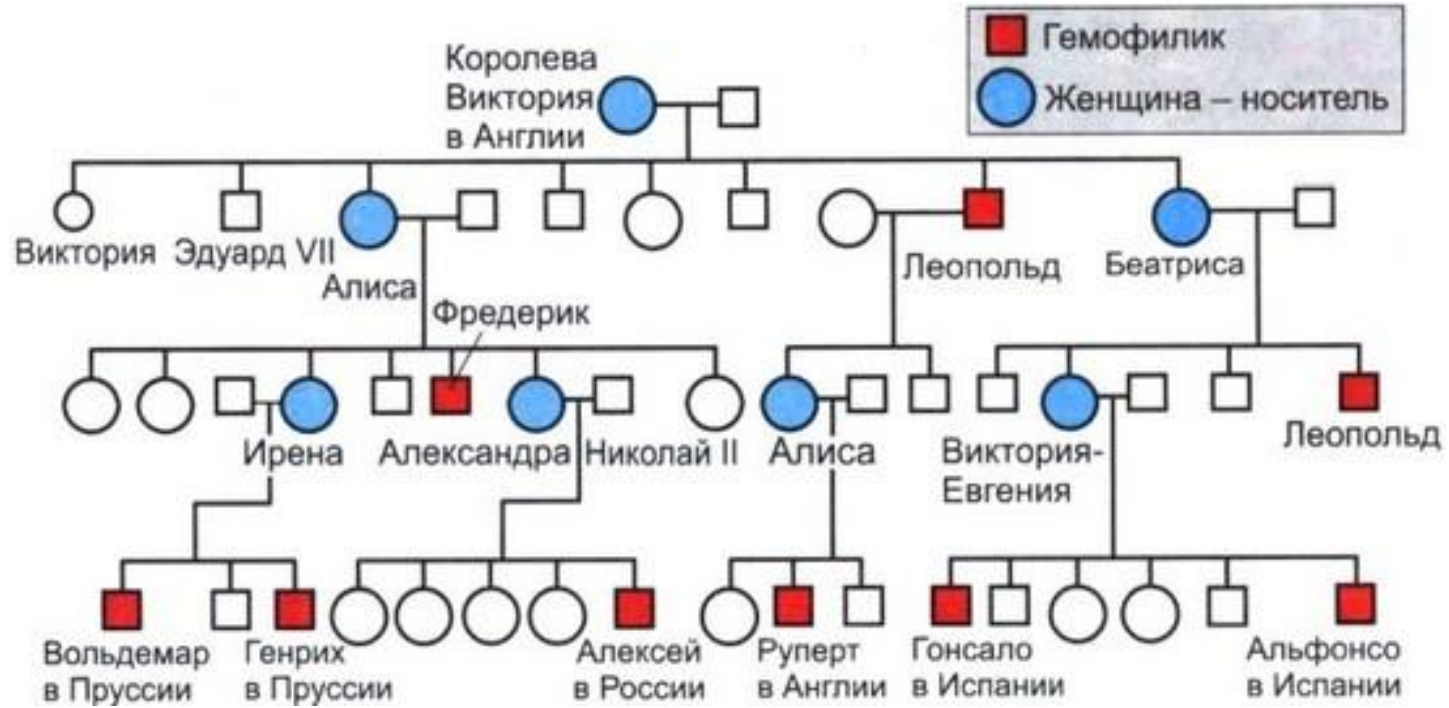 Гемофилик
Женщина – носитель
Королева
Виктория
в Англии
Виктория
Эдуард VII
Алиса
Леопольд
Беатриса
Фредерик
Ирена
Александра
Николай II
Алиса
Виктория-
Евгения
Леопольд
Вольдемар
в Пруссии
Генрих
в Пруссии
Алексей
в России
Руперт
в Англии
Гонсало
в Испании
Альфонсо
в Испании